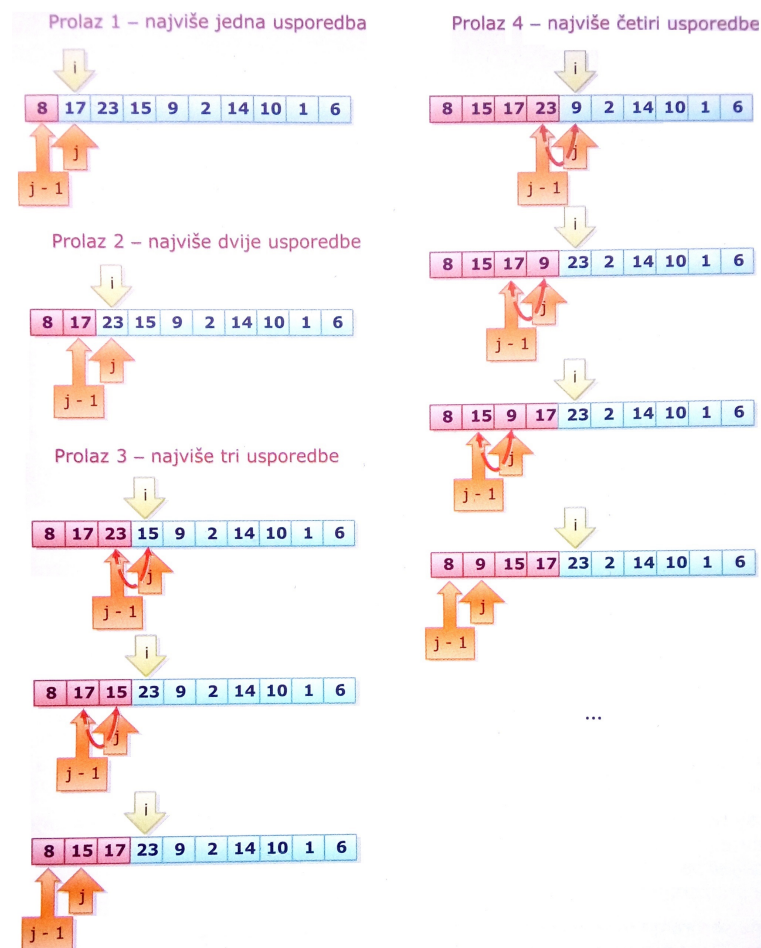 Prolaz 1 – najviše jedna usporedba
i
8 17 23 15 9 2 14 10 1 6
j
j - 1
Prolaz 2 – najviše dvije usporedbe
i
8 17 23 15 9 2 14 10 1 6
j
j - 1
Prolaz 3 – najviše tri usporedbe
i
8 17 23 15 9 2 14 10 1 6
j
j - 1
i
8 17 15 23 9 2 14 10 1 6
j
j - 1
i
8 15 17 23 9 2 14 10 1 6
j
j - 1
Prolaz 4 – najviše četiri usporedbe
i
8 15 17 23 9 2 14 10 1 6
j
j - 1
i
8 15 17 9 23 2 14 10 1 6
j
j - 1
i
8 15 9 17 23 2 14 10 1 6
j
j - 1
i
8 9 15 17 23 2 14 10 1 6
j
j - 1
...